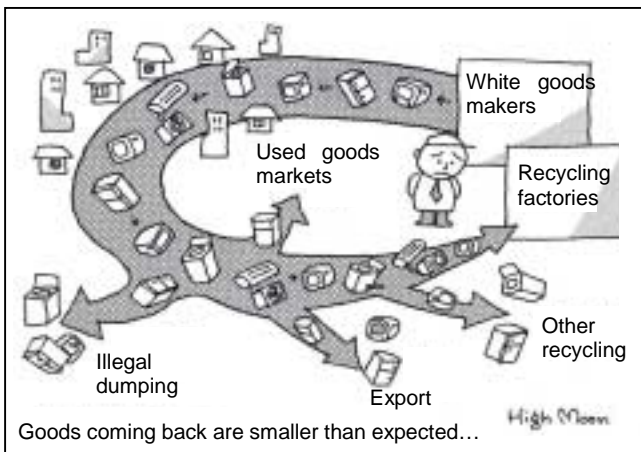 White goods
makers
Used goods
markets
Recycling
factories
Other
recycling
Illegal
dumping
Export
High Moon
Goods coming back are smaller than expected…